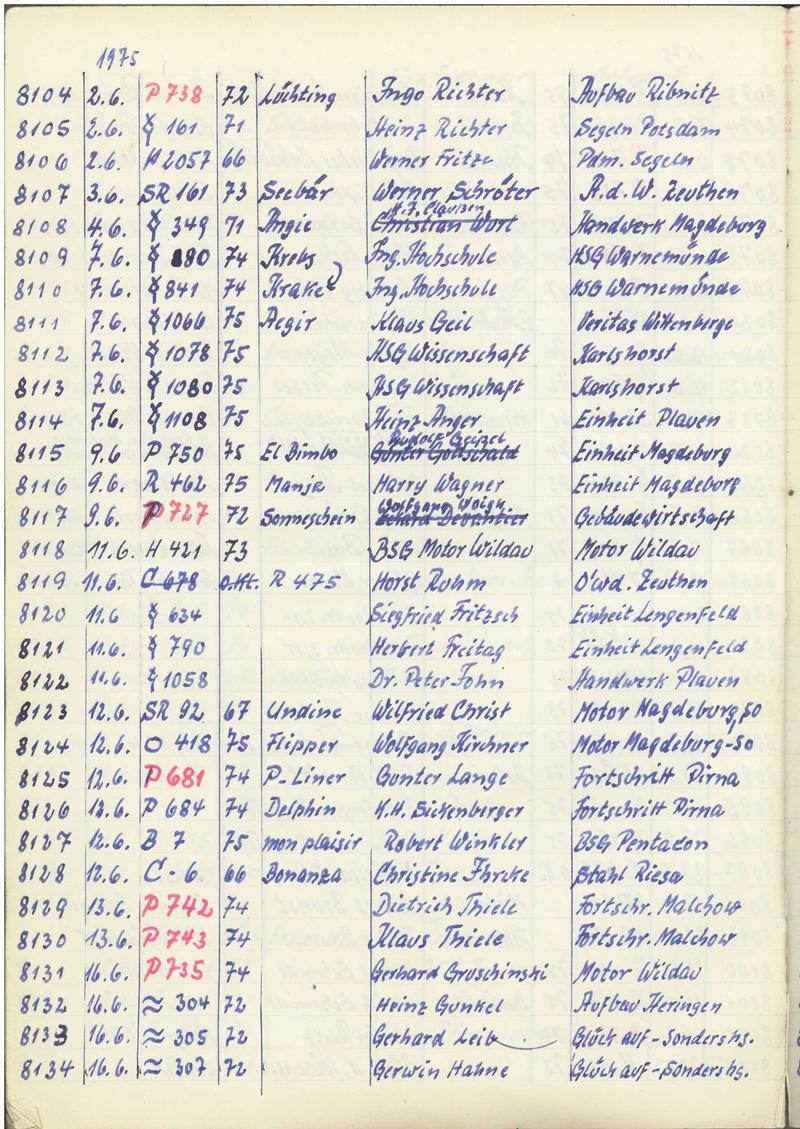 1975
8104 2.6. P 738 72 Lüchting Ingo Richter Aufbau Ribnitz
8105 2.6. 161 71 Heinz Richter Segeln Potsdam
8106 2.6. H 2057 66 Werner Fritze Pdm. Segeln
8107 3.6. SR 161 73 Seebär Werner Schröter A.d.W. Zeuthen
8108 4.6. 349 71 Angie Christian Wort Handwerk Magdeburg
8109 7.6. 180 74 Krebs Ing. Hochschule HSG Warnemünde
8110 7.6. 841 74 Krake Ing. Hochschule HSG Warnemünde
8111 7.6. 1066 75 Aegir Klaus Geil Veritas Wittenberge
8112 7.6. 1078 75 HSG Wissenschaft Karlshorst
8113 7.6. 1080 75 HSG Wissenschaft Karlshorst
8114 7.6. 1108 75 Heinz Anger Einheit Plauen
8115 9.6 P 750 75 El Bimbo Günter Gottschald Einheit Magdeburg
8116 9.6. R 462 75 Manja Harry Wagner Einheit Magdeburg
Wolfgang
8117 9.6. P 727 72 Sonneschein Gebäudewirtschaft
8118 11.6. H 421 73 BSG Motor Wildau Motor Wildau
8119 11.6. C 678 o.Kt. R 475 Horst Ruhm O'wd. Zeuthen
8120 11.6 634 Siegfried Fritzsch Einheit Lengenfeld
8121 11.6. 790 Herbert Freitag Einheit Lengenfeld
8122 11.6. 1058 Dr. Peter John Handwerk Plauen
8123 12.6. SR 92 67 Undine Wilfried Christ Motor Magdeburg, SO
8124 12.6. O 418 75 Flipper Wolfgang Kirchner Motor Magdeburg-SO
8125 12.6. P 681 74 P-Liner Günter Lange Fortschritt Pirna
8126 12.6. P 684 74 Delphin K.H. Sickenberger Fortschritt Pirna
8127 12.6. B 7 75 mon plaisir Robert Winkler BSG Pentacon
8128 12.6. C - 6 66 Bonanza Christine Ihrcke Stahl Riesa
8129 13.6. P 742 74 Dietrich Thiele Fortschr. Malchow
8130 13.6. P 743 74 Klaus Thiele Fortschr. Malchow
8131 16.6. P 735 74 Gerhard Gruschinski Motor Wildau
8132 16.6. ≈ 304 72 Heinz Gunkel Aufbau Heringen
8133 16.6. ≈ 305 72 Gerhard Leib Glück auf - Sondershs.
8134 16.6. ≈ 307 72 Gerwin Hahne Glück auf - Sondershs.